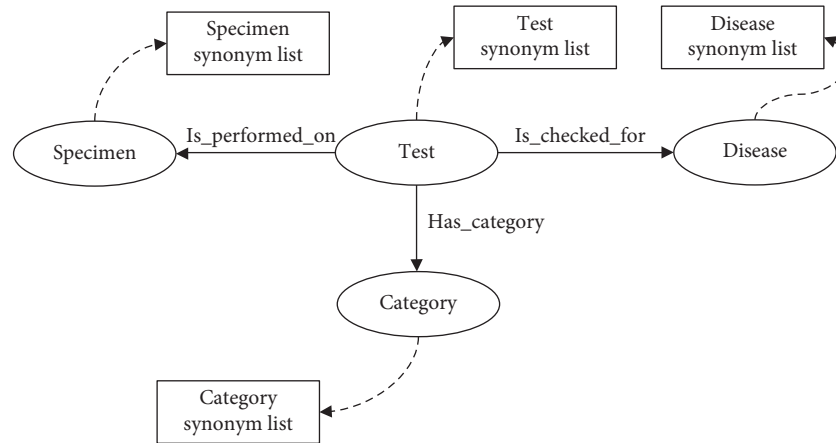 Specimen
synonym list
Test
synonym list
Disease
synonym list
Specimen
Is_performed_on
Test
Is_checked_for
Disease
Has_category
Category
Category
synonym list